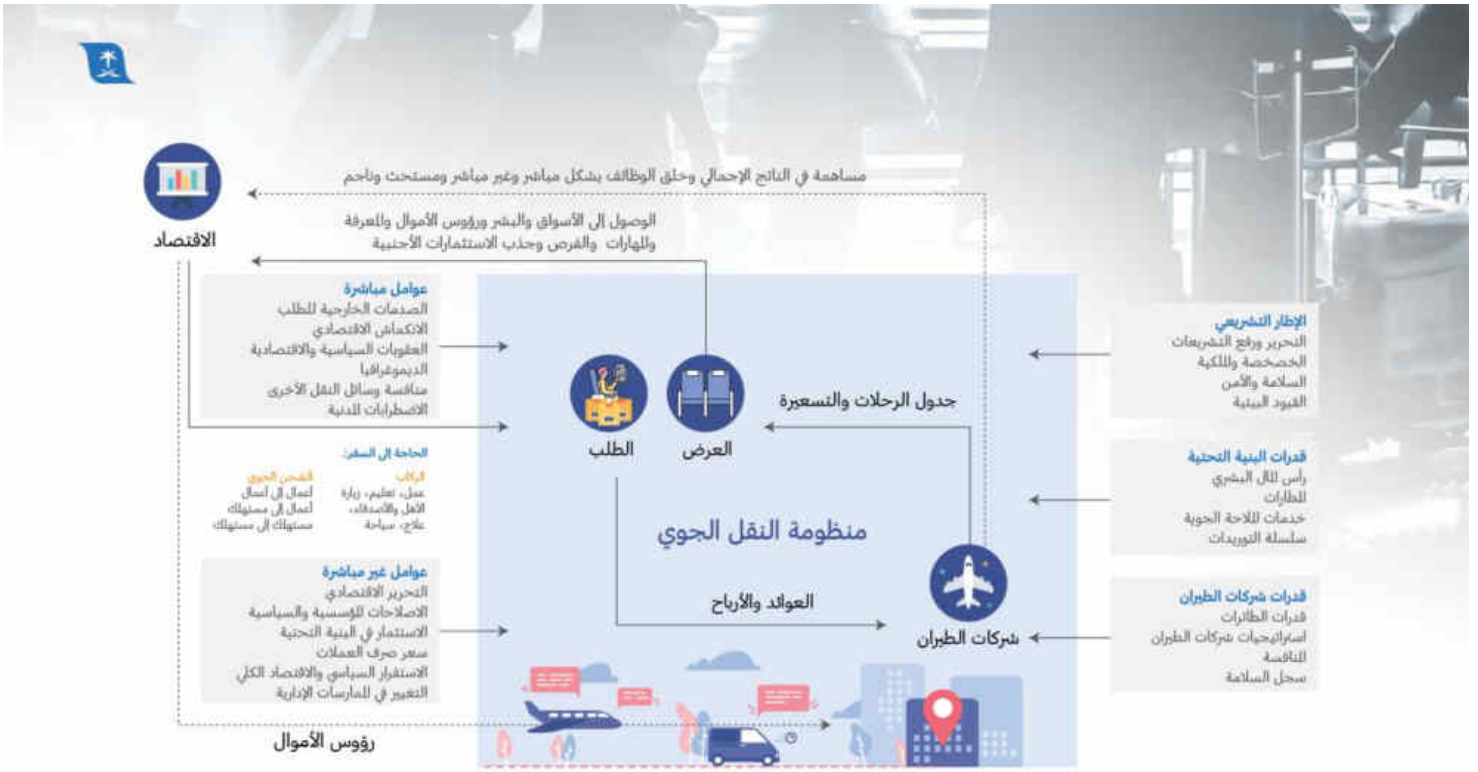 مساهمة في الناتج الإجمالي وخلق الوظائف بشكل مباشر وغير مباشر ومستحث وناجم
الوصول إلى الأسواق والبشر ورؤوس الأموال والمعرفة
والمهارات والفرص وجذب الاستثمارات الأجنبية
الاقتصاد
الإطار التشريعي
التحرير ورفع التشريعات
الخصخصة والملكية
السلامة والأمن
القيود البيئية
قدرات البنية التحتية
رأس المال البشري
المطارات
خدمات الملاحة الجوية
سلسلة التوريدات
قدرات شركات الطيران
قدرات الطائرات
استراتيجيات شركات الطيران
المنافسة
سجل السلامة
جدول الرحلات والتسعيرة
العرض
الطلب
منظومة النقل الجوي
العوائد والأرباح
شركات الطيران
عوامل مباشرة
الصدمات الخارجية للطلب
الانكماش الاقتصادي
العقوبات السياسية والاقتصادية
الديموغرافيا
منافسة وسائل النقل الأخرى
الاضطرابات المدنية
الحاجة إلى السفر:
الركاب
عمل، تعليم، زيارة
الأهل والأصدقاء،
علاج، سياحة
الشحن الجوي
أعمال إلى أعمال
أعمال إلى مستهلك
مستهلك إلى مستهلك
عوامل غير مباشرة
التحرير الاقتصادي
الاصلاحات المؤسسية والسياسية
الاستثمار في البنية التحتية
سعر صرف العملات
الاستقرار السياسي والاقتصاد الكلي
التغيير في الممارسات الإدارية
رؤوس الأموال